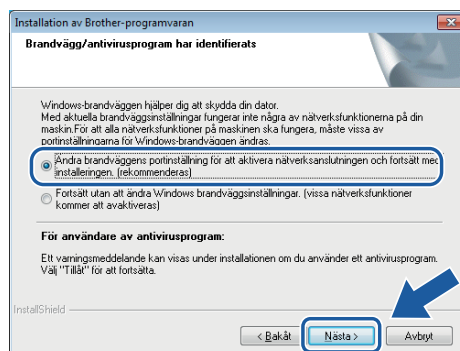 Installation av Brother-programvaran
Brandvägg/antivirusprogram har identifierats
Windows-brandväggen hjälper dig att skydda din dator.
Med aktuella brandväggsinställningar fungerar inte några av nätverksfunktionerna på din
maskin.För att alla nätverksfunktioner på maskinen ska fungera, måste vissa av
portinställningarna för Windows-brandväggen ändras.
Ändra brandväggens portinställning för att aktivera nätverksanslutningen och fortsätt med
installeringen. (rekommenderas)
Fortsätt utan att ändra Windows brandväggsinställningar. (vissa nätverksfunktioner
kommer att avaktiveras)
För användare av antivirusprogram:
Ett varningsmeddelande kan visas under installationen om du använder ett antivirusprogram.
Välj "Tillåt" för att fortsätta.
InstallShield
< Bakåt
Nästa >
Avbryt